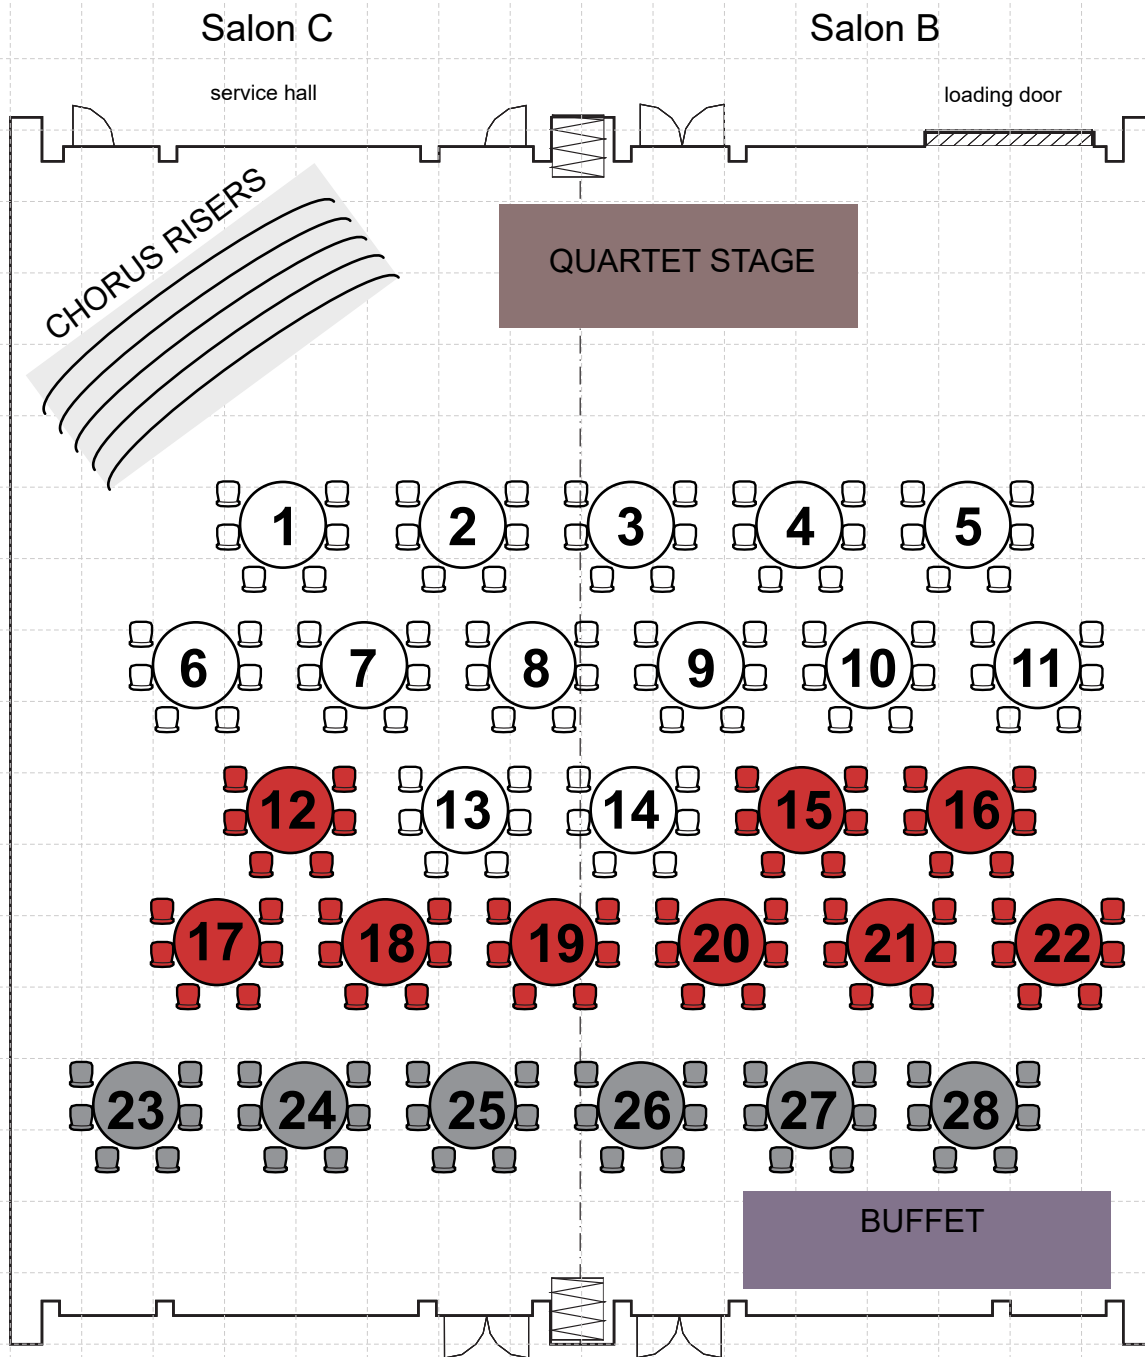 Salon C
Salon B
service hall
loading door
CHORUS RISERS
QUARTET STAGE
1 2 3 4 5
6 7 8 9 10 11
12 13 14 15 16
17 18 19 20 21 22
23 24 25 26 27 28
BUFFET